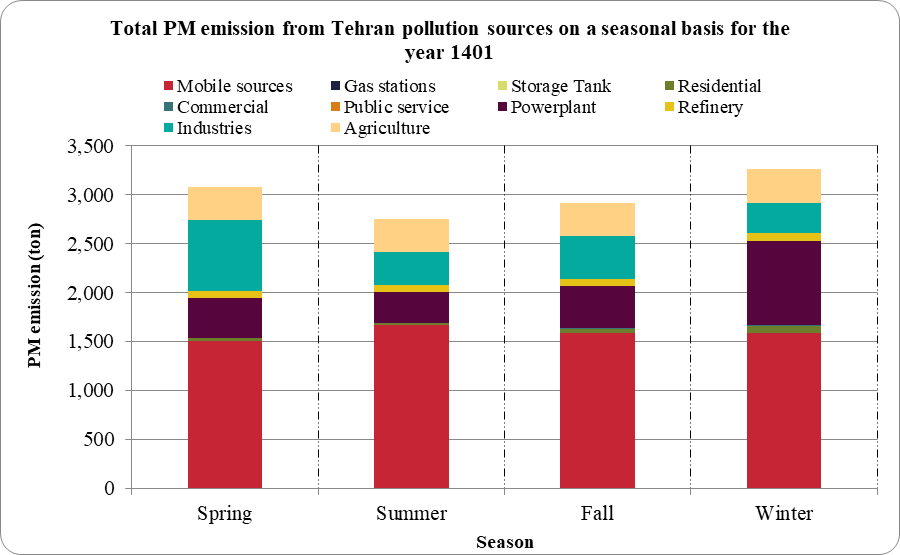 Total PM emission from Tehran pollution sources on a seasonal basis for the
year 1401
Mobile sources Gas stations Storage Tank Residential
Commercial Public service Powerplant Refinery
Industries Agriculture
3,500
3,000
2,500
2,000
1,500
1,000
500
0
PM emission (ton)
Spring Summer Fall Winter
Season